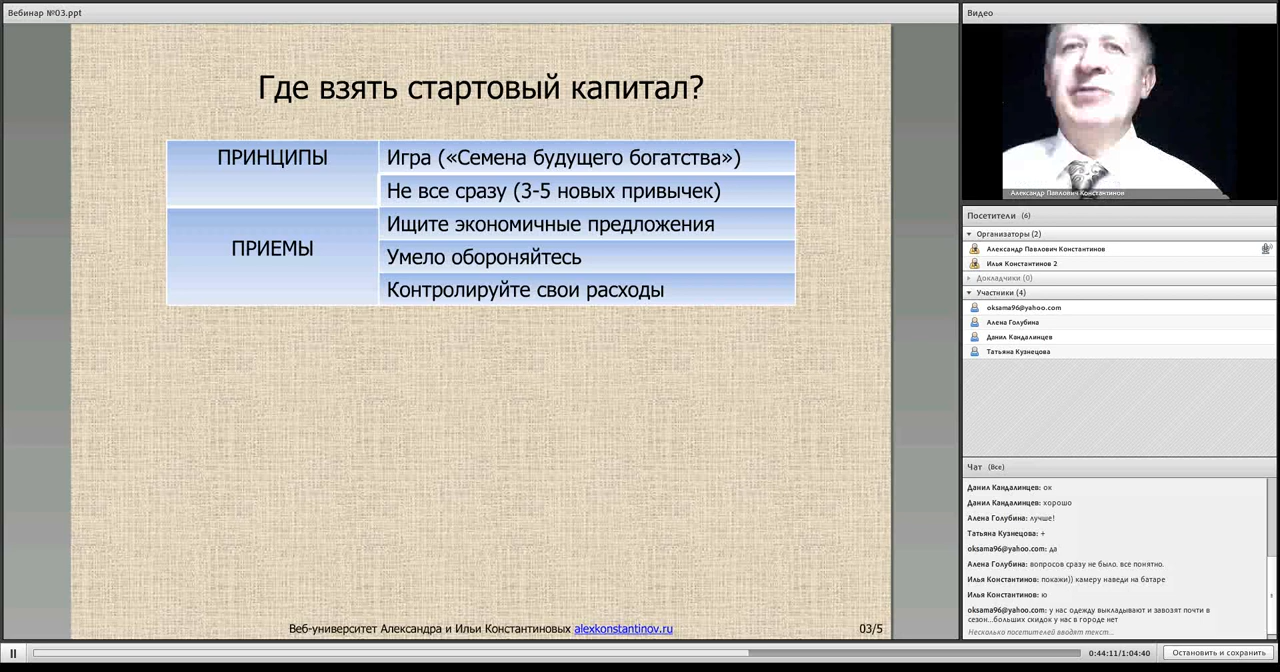 Вебинар №03.ppt
Где взять стартовый капитал?
ПРИНЦИПЫ
Игра («Семена будущего богатства»)
Не все сразу (3-5 новых привычек)
ПРИЕМЫ
Ищите экономичные предложения
Умело обороняйтесь
Контролируйте свои расходы
Веб-университет Александра и Ильи Константиновых alexkonstantinov.ru
03/5
Видео
Александр Павлович Константинов
Посетители (6)
Организаторы (2)
Александр Павлович Константинов
Илья Константинов 2
Докладчики (0)
Участники (4)
oksama96@yahoo.com
Алена Голубина
Данил Кандалинцев
Татьяна Кузнецова
Чат (Все)
Данил Кандалинцев: ок
Данил Кандалинцев: хорошо
Алена Голубина: лучше!
Татьяна Кузнецова: +
oksama96@yahoo.com: да
Алена Голубина: вопросов сразу не было. все понятно.
Илья Константинов: покажи)) камеру наведи на батаре
Илья Константинов: ю
oksama96@yahoo.com: у нас одежду выкладывают и завозят почти в
сезон...больших скидок у нас в городе нет
Несколько посетителей вводят текст...
0:44:11/1:04:40
Остановить и сохранить